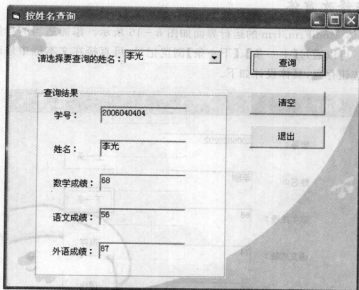 按姓名查询
请选择要查询的姓名： 李光
查询
查询结果
清空
学号： 2006040404
退出
姓名： 李光
数学成绩： 68
语文成绩： 56
外语成绩： 87